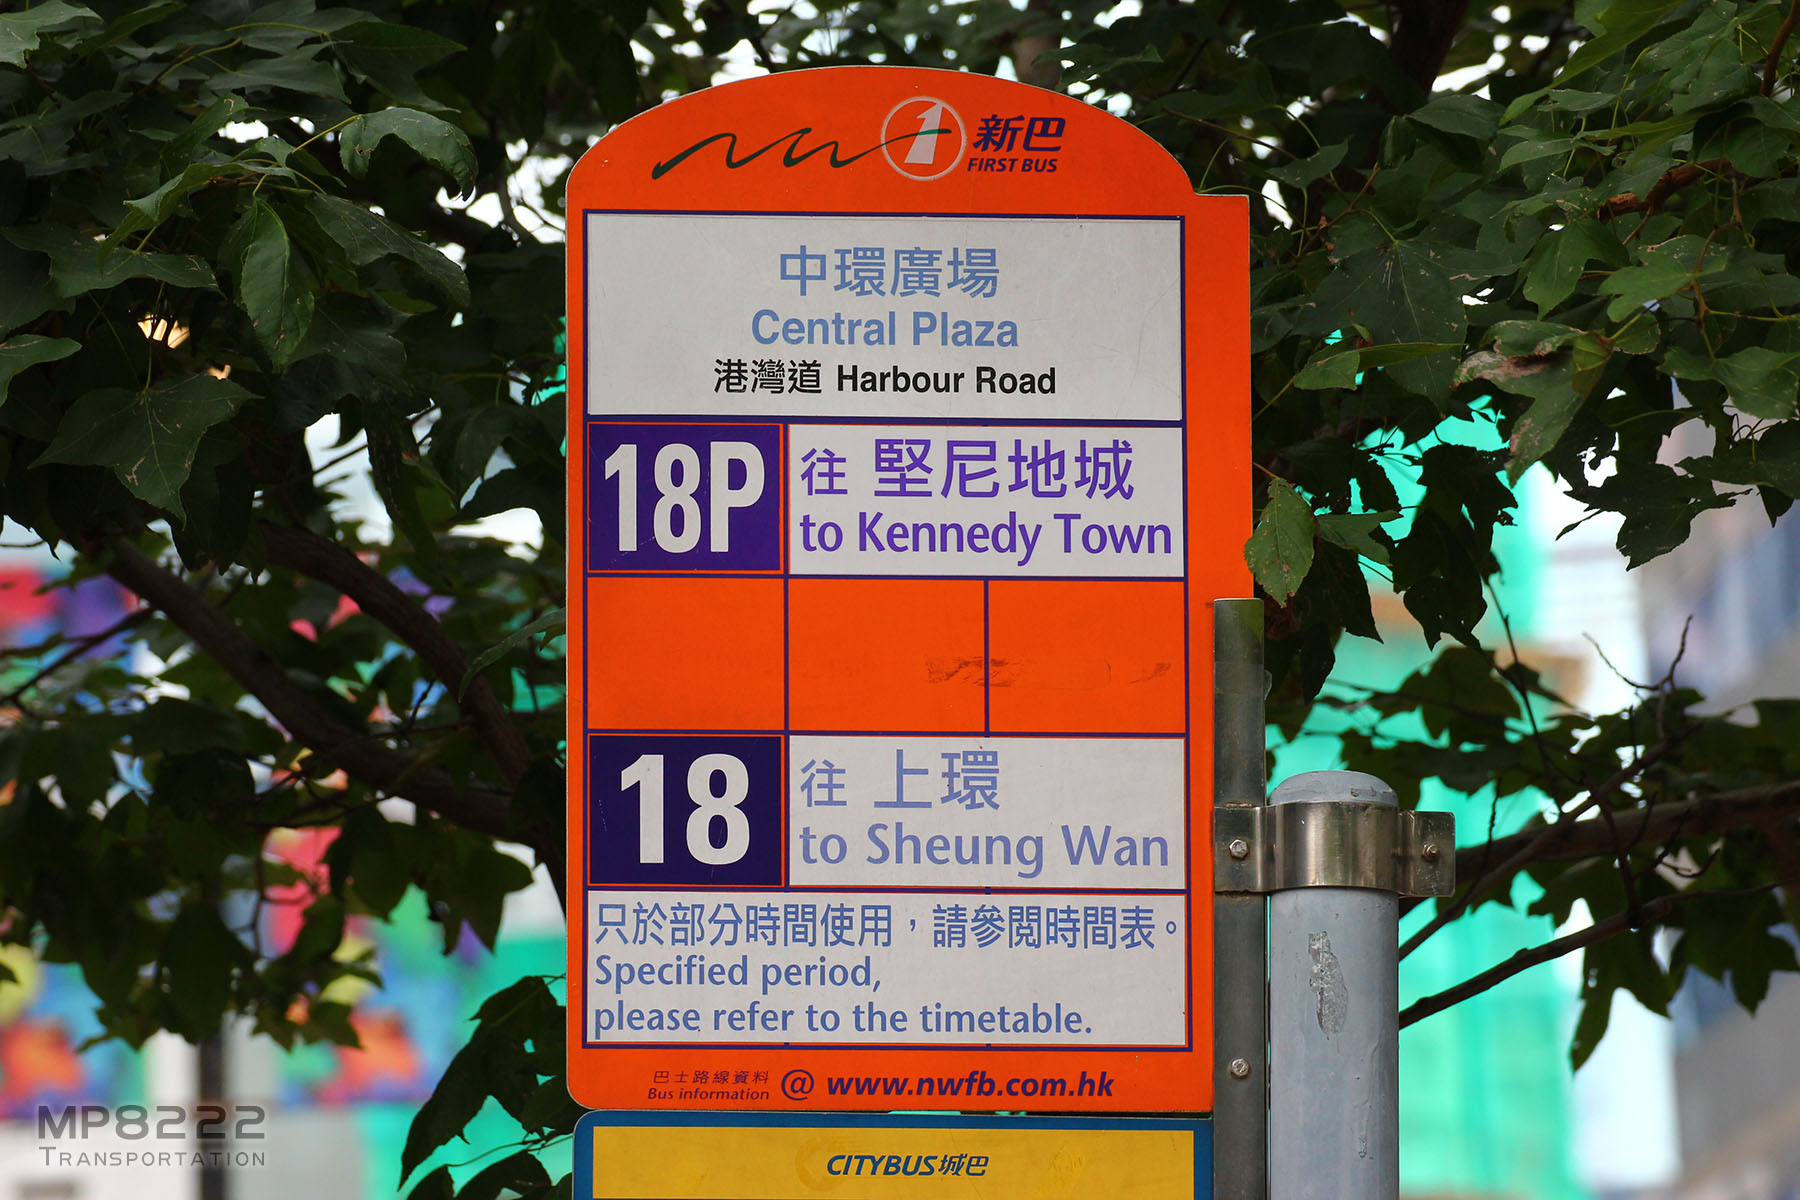 新巴
FIRST BUS
中環廣場
Central Plaza
港灣道 Harbour Road
18P
往 堅尼地城
to Kennedy Town
18
往 上環
to Sheung Wan
只於部分時間使用，請參閱時間表。
Specified period,
please refer to the timetable.
巴士路線資料
Bus information
@ www.nwfb.com.hk
CITYBUS城巴
MP8222
TRANSPORTATION